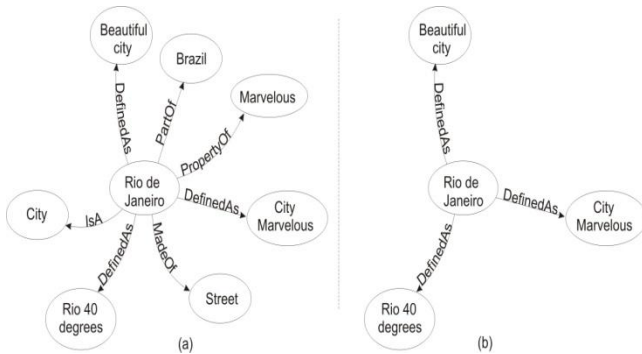 Beautiful
city
Brazil
Marvelous
DefinedAs
PartOf
PropertyOf
Rio de
Janeiro
DefinedAs
City
Marvelous
City
IsA
DefinedAs
MadeOf
Rio 40
degrees
Street
(a)
Beautiful
city
DefinedAs
Rio de
Janeiro
DefinedAs
City
Marvelous
DefinedAs
Rio 40
degrees
(b)